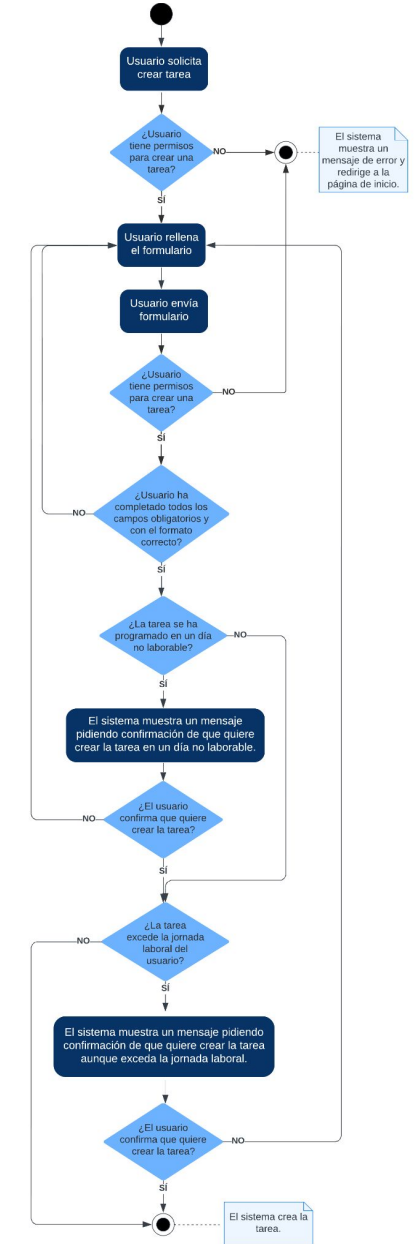 Usuario solicita
crear tarea
¿Usuario
tiene permisos
para crear una
tarea?
NO
El sistema
muestra un
mensaje de error y
redirige a la
página de inicio.
SÍ
Usuario rellena
el formulario
Usuario envía
formulario
¿Usuario
tiene permisos
para crear una
tarea?
NO
SÍ
¿Usuario ha
completado todos los
campos obligatorios y
con el formato
correcto?
NO
SÍ
¿La tarea se ha
programado en un día
no laborable?
NO
SÍ
El sistema muestra un mensaje
pidiendo confirmación de que quiere
crear la tarea en un día no laborable.
¿El usuario
confirma que quiere
crear la tarea?
NO
SÍ
¿La tarea
excede la jornada
laboral del
usuario?
NO
SÍ
El sistema muestra un mensaje pidiendo
confirmación de que quiere crear la tarea
aunque exceda la jornada laboral.
¿El usuario
confirma que quiere
crear la tarea?
NO
SÍ
El sistema crea la
tarea.